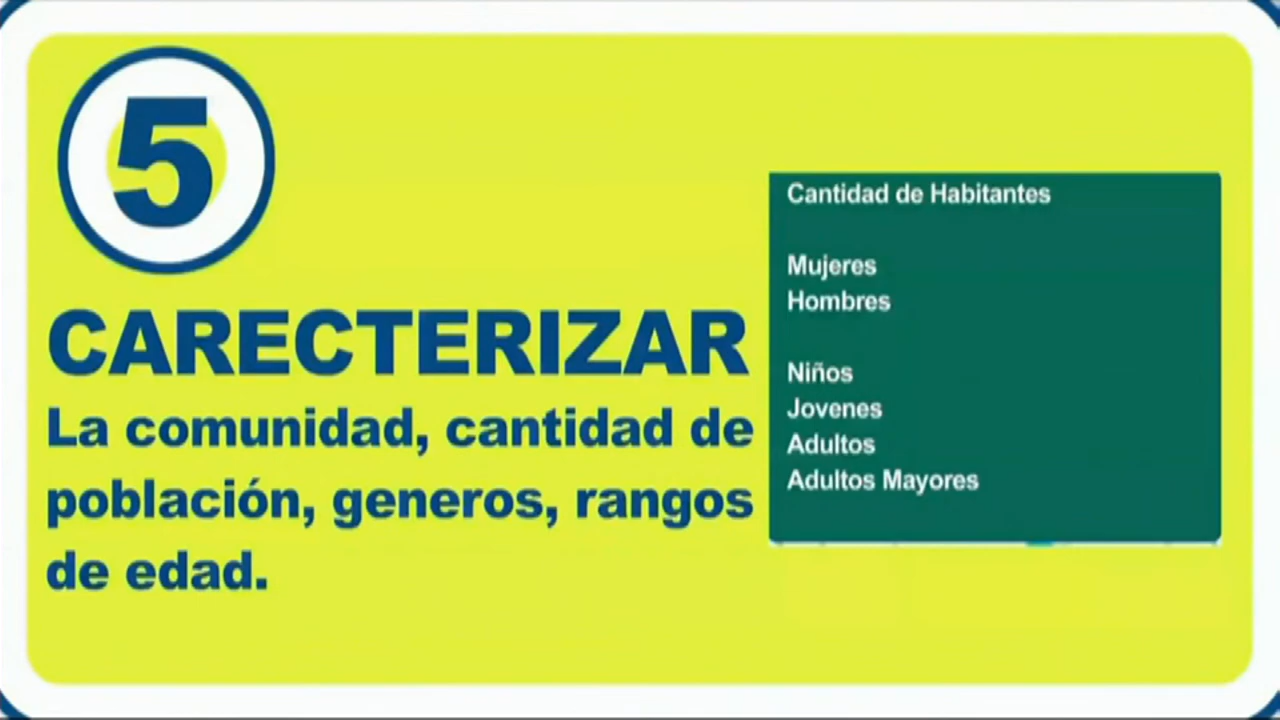 5
CARECTERIZAR
La comunidad, cantidad de
población, generos, rangos
de edad.
Cantidad de Habitantes
Mujeres
Hombres
Niños
Jovenes
Adultos
Adultos Mayores